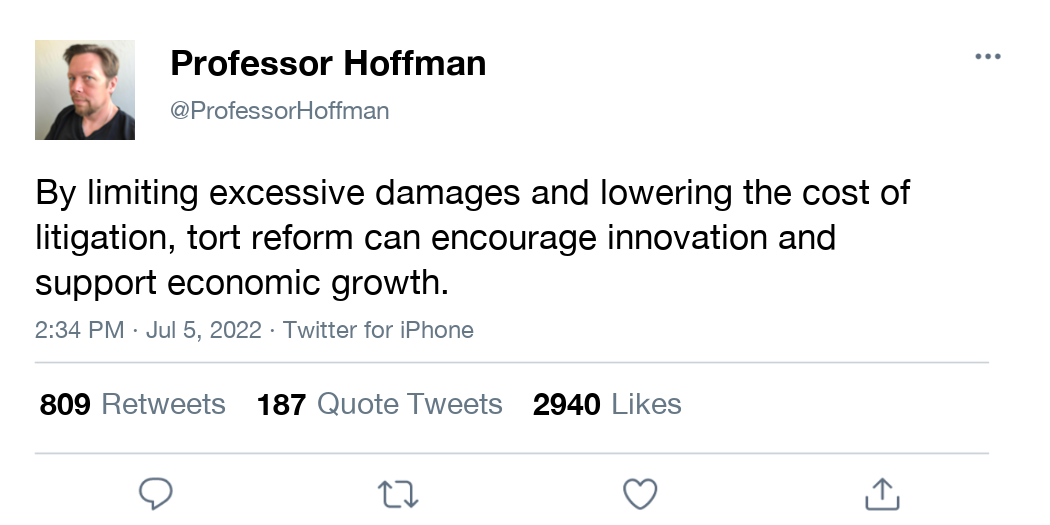 Professor Hoffman
@ProfessorHoffman
By limiting excessive damages and lowering the cost of
litigation, tort reform can encourage innovation and
support economic growth.
2:34 PM · Jul 5, 2022 · Twitter for iPhone
809 Retweets 187 Quote Tweets 2940 Likes